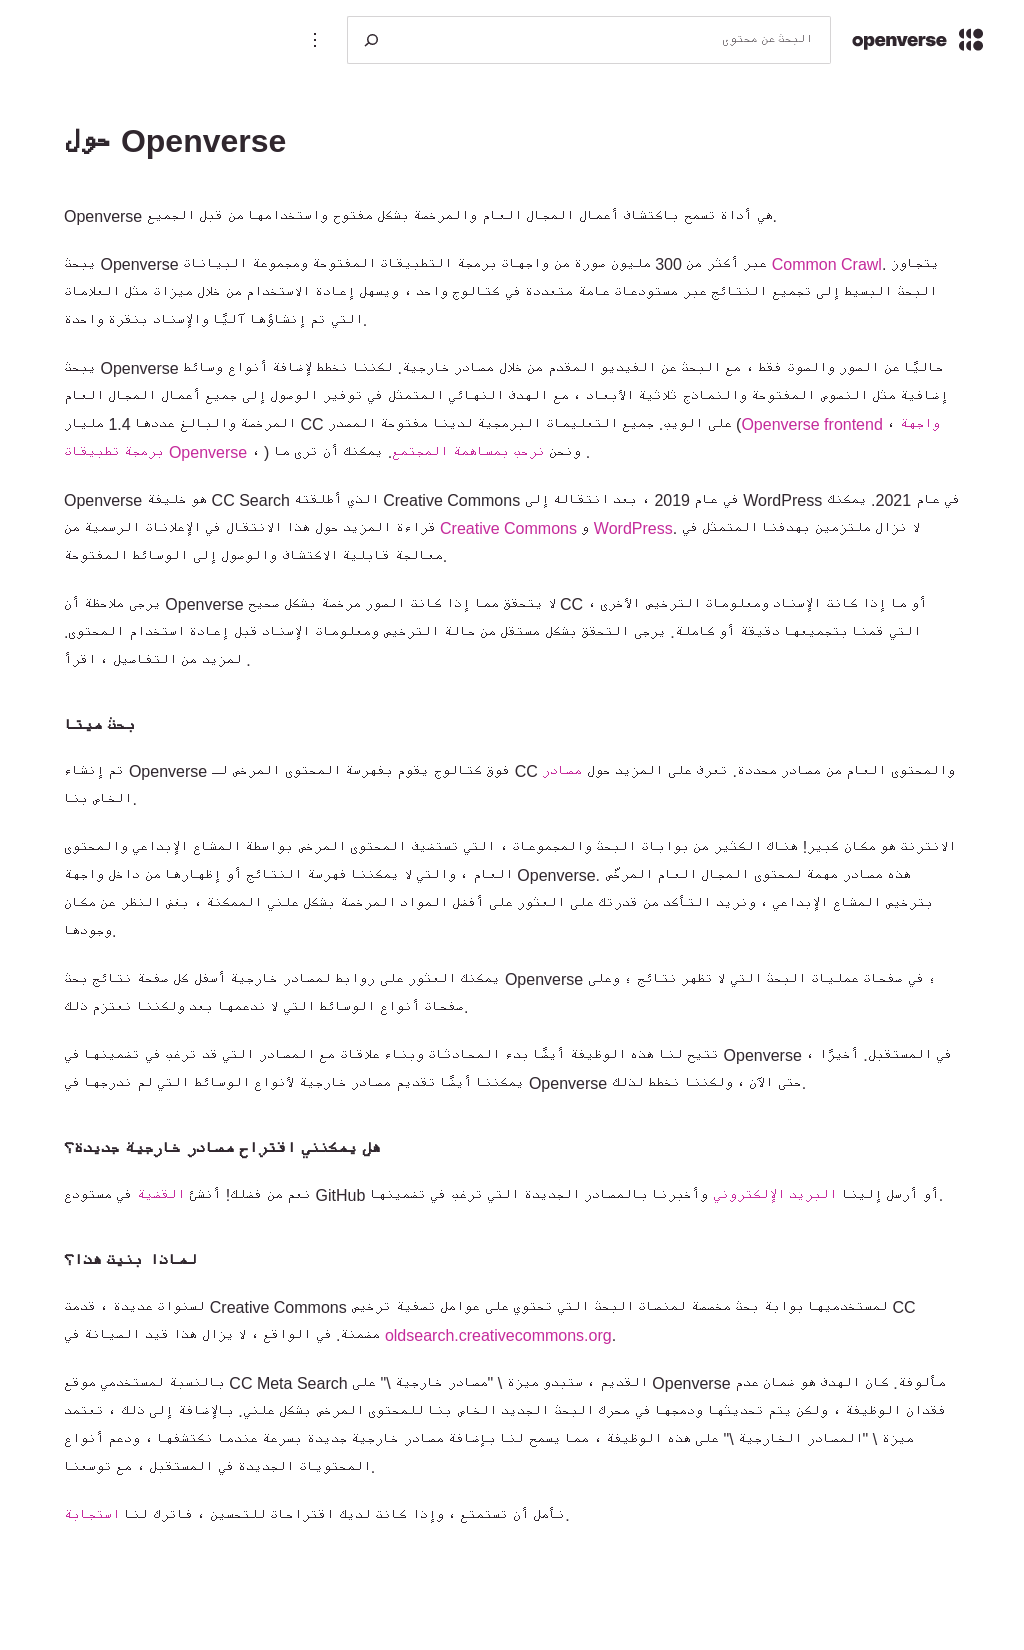 البحث عن محتوى
openverse
حول Openverse
Openverse هي أداة تسمح باكتشاف أعمال المجال العام والمرخصة بشكل مفتوح واستخدامها من قبل الجميع.
يبحث Openverse عبر أكثر من 300 مليون صورة من واجهات برمجة التطبيقات المفتوحة ومجموعة البيانات Common Crawl. يتجاوز
البحث البسيط إلى تجميع النتائج عبر مستودعات عامة متعددة في كتالوج واحد ، ويسهل إعادة الاستخدام من خلال ميزات مثل العلامات
التي تم إنشاؤها آليًا والإسناد بنقرة واحدة.
يبحث Openverse حاليًا عن الصور والصوت فقط ، مع البحث عن الفيديو المقدم من خلال مصادر خارجية. لكننا نخطط لإضافة أنواع وسائط
إضافية مثل النصوص المفتوحة والنماذج ثلاثية الأبعاد ، مع الهدف النهائي المتمثل في توفير الوصول إلى جميع أعمال المجال العام
المرخصة والبالغ عددها 1.4 مليار CC على الويب. جميع التعليمات البرمجية لدينا مفتوحة المصدر (Openverse frontend ، واجهة
برمجة تطبيقات Openverse ، ) ونحن نرحب بمساهمة المجتمع. يمكنك أن ترى ما .
Openverse هو خليفة CC Search الذي أطلقته Creative Commons في عام 2019 ، بعد انتقاله إلى WordPress في عام 2021. يمكنك
قراءة المزيد حول هذا الانتقال في الإعلانات الرسمية من Creative Commons و WordPress. لا نزال ملتزمين بهدفنا المتمثل في
معالجة قابلية الاكتشاف والوصول إلى الوسائط المفتوحة.
يرجى ملاحظة أن Openverse لا يتحقق مما إذا كانت الصور مرخصة بشكل صحيح CC ، أو ما إذا كانت الإسناد ومعلومات الترخيص الأخرى
التي قمنا بتجميعها دقيقة أو كاملة. يرجى التحقق بشكل مستقل من حالة الترخيص ومعلومات الإسناد قبل إعادة استخدام المحتوى.
لمزيد من التفاصيل ، اقرأ .
بحث ميتا
تم إنشاء Openverse فوق كتالوج يقوم بفهرسة المحتوى المرخص لـ CC والمحتوى العام من مصادر محددة. تعرف على المزيد حول مصادر
الخاص بنا.
الانترنت هو مكان كبير! هناك الكثير من بوابات البحث والمجموعات ، التي تستضيف المحتوى المرخص بواسطة المشاع الإبداعي والمحتوى
العام ، والتي لا يمكننا فهرسة النتائج أو إظهارها من داخل واجهة Openverse. هذه مصادر مهمة لمحتوى المجال العام المرخّص
بترخيص المشاع الإبداعي ، ونريد التأكد من قدرتك على العثور على أفضل المواد المرخصة بشكل علني الممكنة ، بغض النظر عن مكان
وجودها.
يمكنك العثور على روابط لمصادر خارجية أسفل كل صفحة نتائج بحث Openverse ؛ في صفحات عمليات البحث التي لا تظهر نتائج ؛ وعلى
صفحات أنواع الوسائط التي لا ندعمها بعد ولكننا نعتزم ذلك.
تتيح لنا هذه الوظيفة أيضًا بدء المحادثات وبناء علاقات مع المصادر التي قد ترغب في تضمينها في Openverse في المستقبل. أخيرًا ،
يمكننا أيضًا تقديم مصادر خارجية لأنواع الوسائط التي لم ندرجها في Openverse حتى الآن ، ولكننا نخطط لذلك.
هل يمكنني اقتراح مصادر خارجية جديدة؟
نعم من فضلك! أنشئ القضية في مستودع GitHub أو أرسل إلينا البريد الإلكتروني وأخبرنا بالمصادر الجديدة التي ترغب في تضمينها.
لماذا بنيت هذا؟
لسنوات عديدة ، قدمت Creative Commons لمستخدميها بوابة بحث مخصصة لمنصات البحث التي تحتوي على عوامل تصفية ترخيص CC
مضمنة. في الواقع ، لا يزال هذا قيد الصيانة في oldsearch.creativecommons.org.
بالنسبة لمستخدمي موقع CC Meta Search القديم ، ستبدو ميزة \ "مصادر خارجية \" على Openverse مألوفة. كان الهدف هو ضمان عدم
فقدان الوظيفة ، ولكن يتم تحديثها ودمجها في محرك البحث الجديد الخاص بنا للمحتوى المرخص بشكل علني. بالإضافة إلى ذلك ، تعتمد
ميزة \ "المصادر الخارجية \" على هذه الوظيفة ، مما يسمح لنا بإضافة مصادر خارجية جديدة بسرعة عندما نكتشفها ، ودعم أنواع
المحتويات الجديدة في المستقبل ، مع توسعنا.
نأمل أن تستمتع ، وإذا كانت لديك اقتراحات للتحسين ، فاترك لنا استجابة.